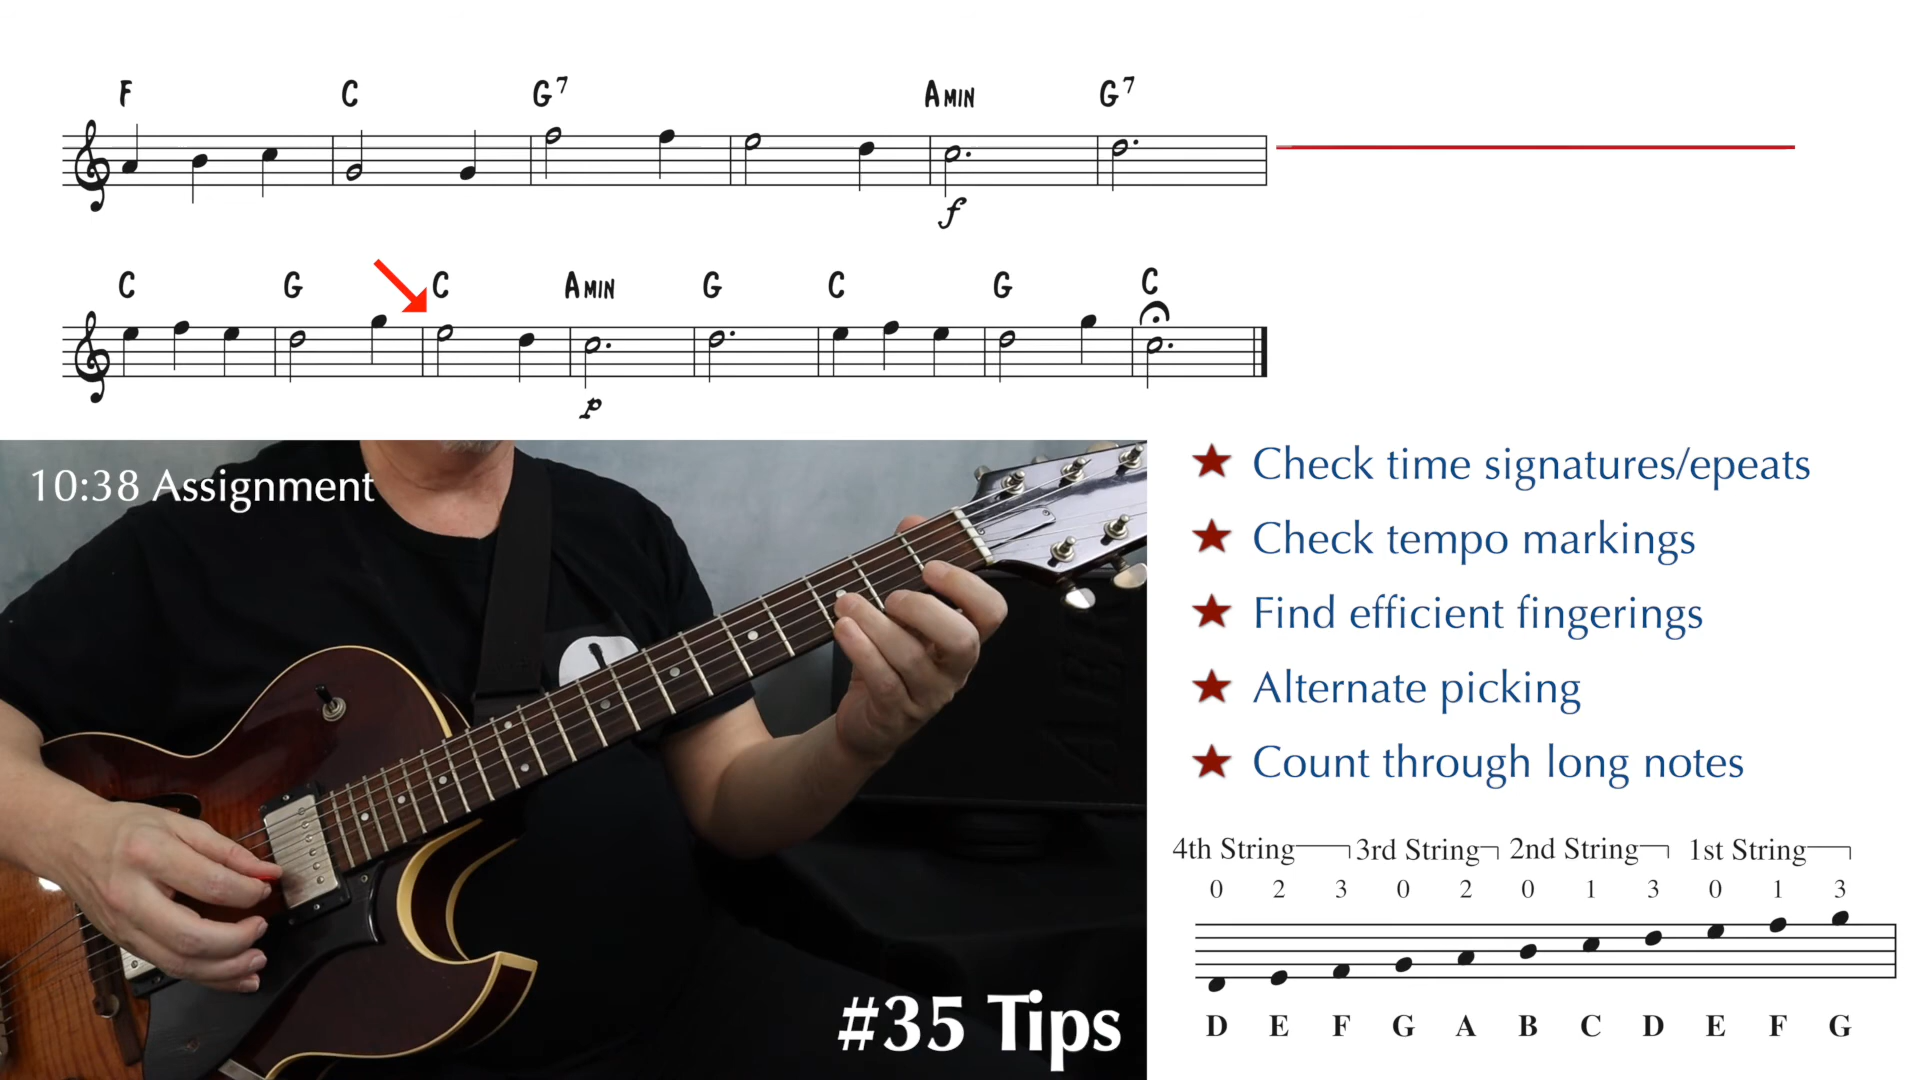 F C G7 AMIN G7
f
C G C AMIN G C G C
p
10:38 Assignment
#35 Tips
★ Check time signatures/epeats
★ Check tempo markings
★ Find efficient fingerings
★ Alternate picking
★ Count through long notes
4th String 3rd String 2nd String 1st String
0 2 3 0 2 0 1 3 0 1 3
D E F G A B C D E F G